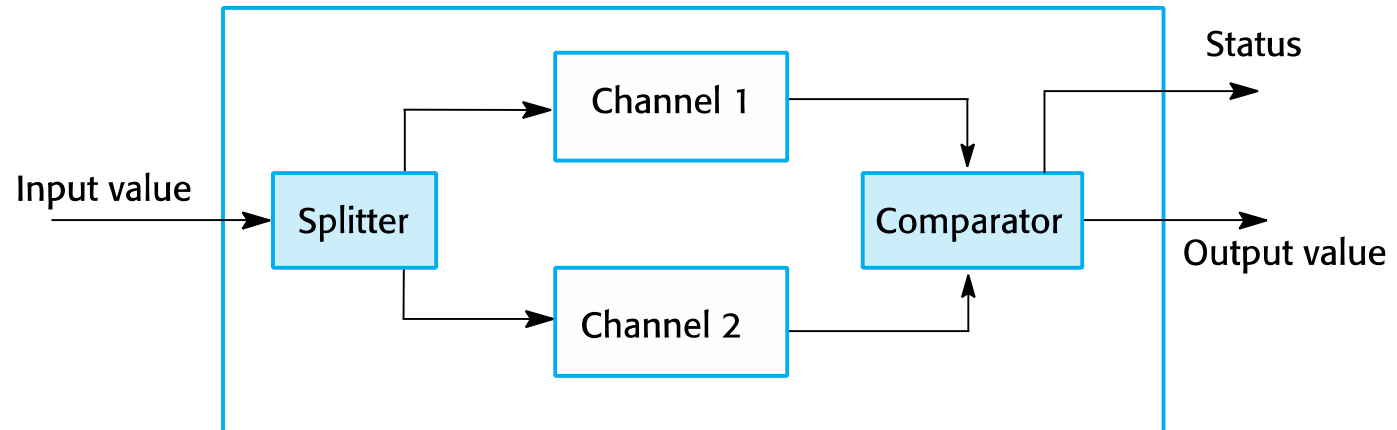 Status
Channel 1
Input value
Splitter
Comparator
Output value
Channel 2